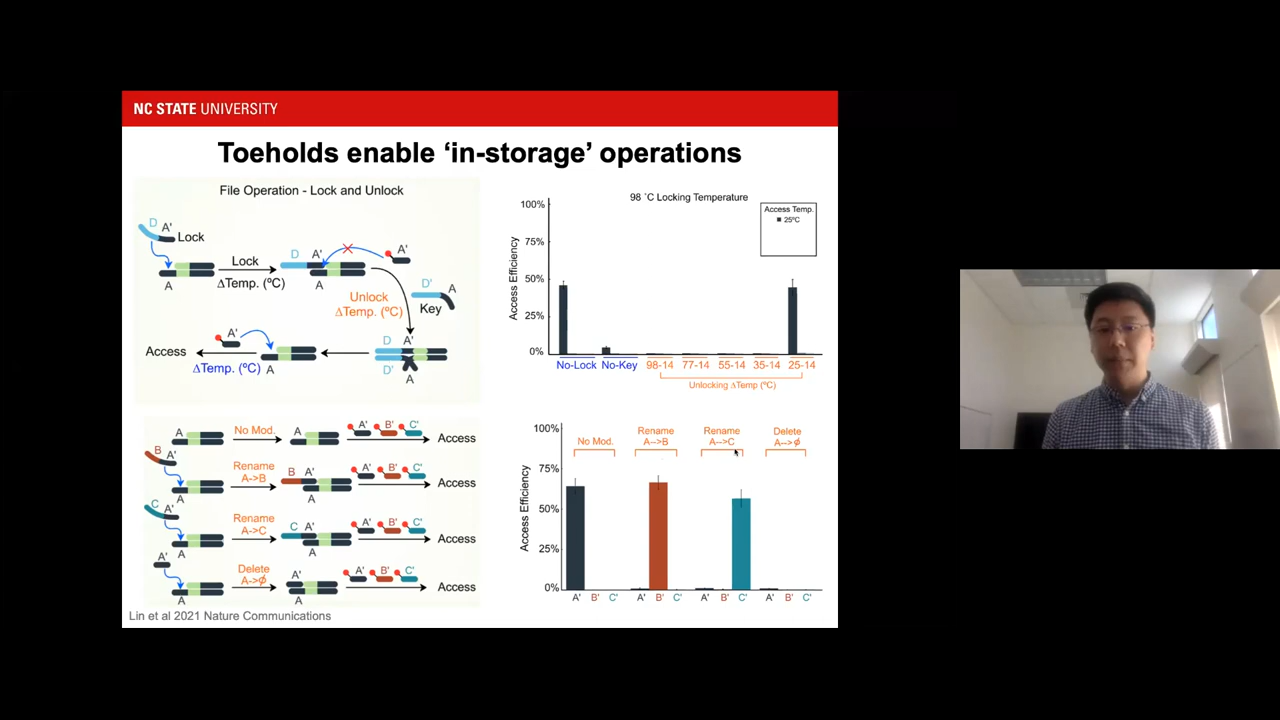 NC STATE UNIVERSITY
Toeholds enable ‘in-storage’ operations
File Operation - Lock and Unlock
D
A'
Lock
A
Lock
ΔTemp. (ºC)
D
A'
A
A'
Unlock
ΔTemp. (ºC)
D'
A
Key
D
A'
D'
A
A'
Access
ΔTemp. (ºC)
A
98 ˚C Locking Temperature
Access Temp.
25ºC
Access Efficiency
100%
75%
50%
25%
0%
No-Lock No-Key 98-14 77-14 55-14 35-14 25-14
Unlocking ΔTemp (ºC)
A
No Mod.
A
A' B' C'
Access
B
A'
A
Rename
A->B
B A'
A
A' B' C'
Access
C
A'
A
Rename
A->C
C A'
A
A' B' C'
Access
A'
A
Delete
A->Ø
A'
A
A' B' C'
Access
Access Efficiency
100%
75%
50%
25%
0%
No Mod.
Rename
A-->B
Rename
A-->C
Delete
A-->Ø
A' B' C' A' B' C' A' B' C' A' B' C'
Lin et al 2021 Nature Communications